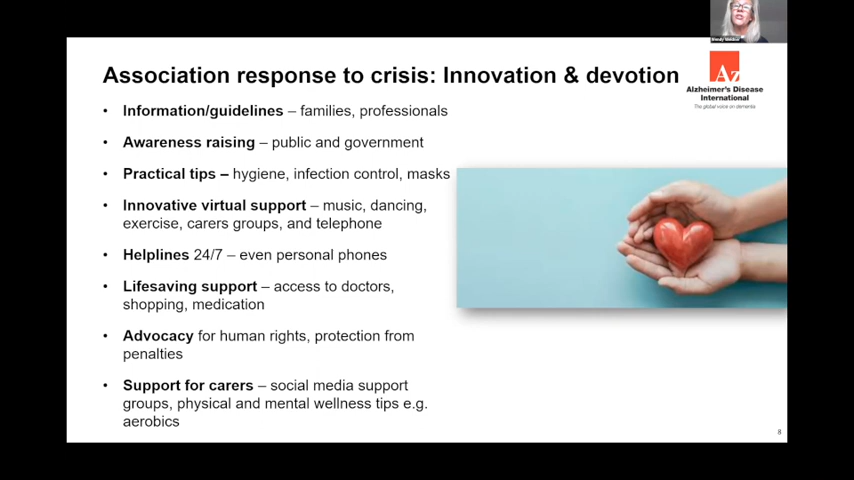 Association response to crisis: Innovation & devotion
Az
Alzheimer's Disease
International
The global voice on dementia
• Information/guidelines – families, professionals
• Awareness raising – public and government
• Practical tips – hygiene, infection control, masks
• Innovative virtual support – music, dancing,
exercise, carers groups, and telephone
• Helplines 24/7 – even personal phones
• Lifesaving support – access to doctors,
shopping, medication
• Advocacy for human rights, protection from
penalties
• Support for carers – social media support
groups, physical and mental wellness tips e.g.
aerobics
8